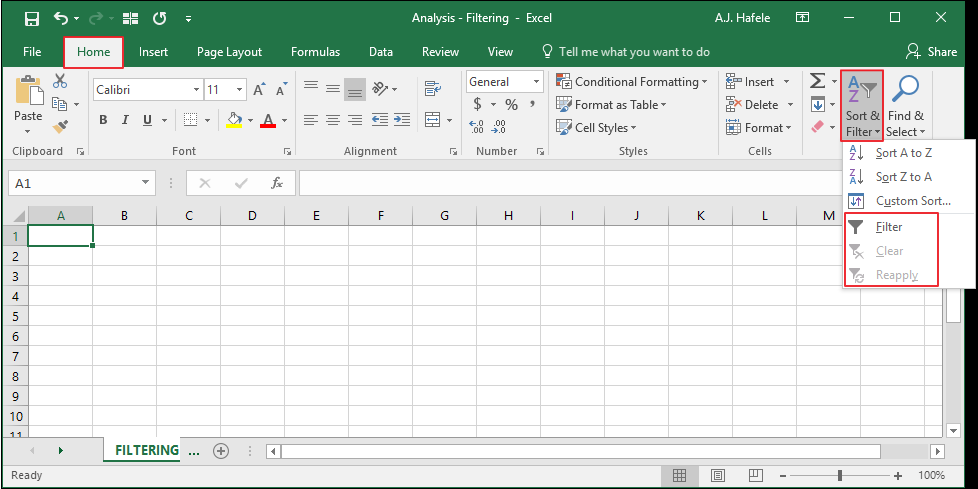 Analysis - Filtering - Excel
A.J. Hafele
File Home Insert Page Layout Formulas Data Review View Tell me what you want to do Share
Paste
Calibri 11
B I U A
General
$ % ,
Conditional Formatting
Format as Table
Cell Styles
Insert
Delete
Format
Σ
Sort &
Filter
Find &
Select
Clipboard Font Alignment Number Styles Cells
Sort A to Z
Sort Z to A
Custom Sort...
Filter
Clear
Reapply
A1 fx
A B C D E F G H I J K L M
1
2
3
4
5
6
7
8
9
10
11
FILTERING ...
Ready 100%